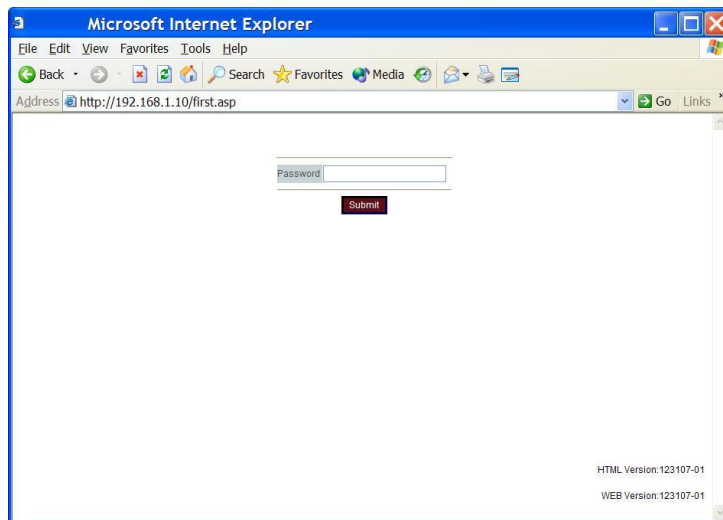 Microsoft Internet Explorer
File Edit View Favorites Tools Help
Back Search Favorites Media
Address http://192.168.1.10/first.asp Go Links »
Password
Submit
HTML Version:123107-01
WEB Version:123107-01